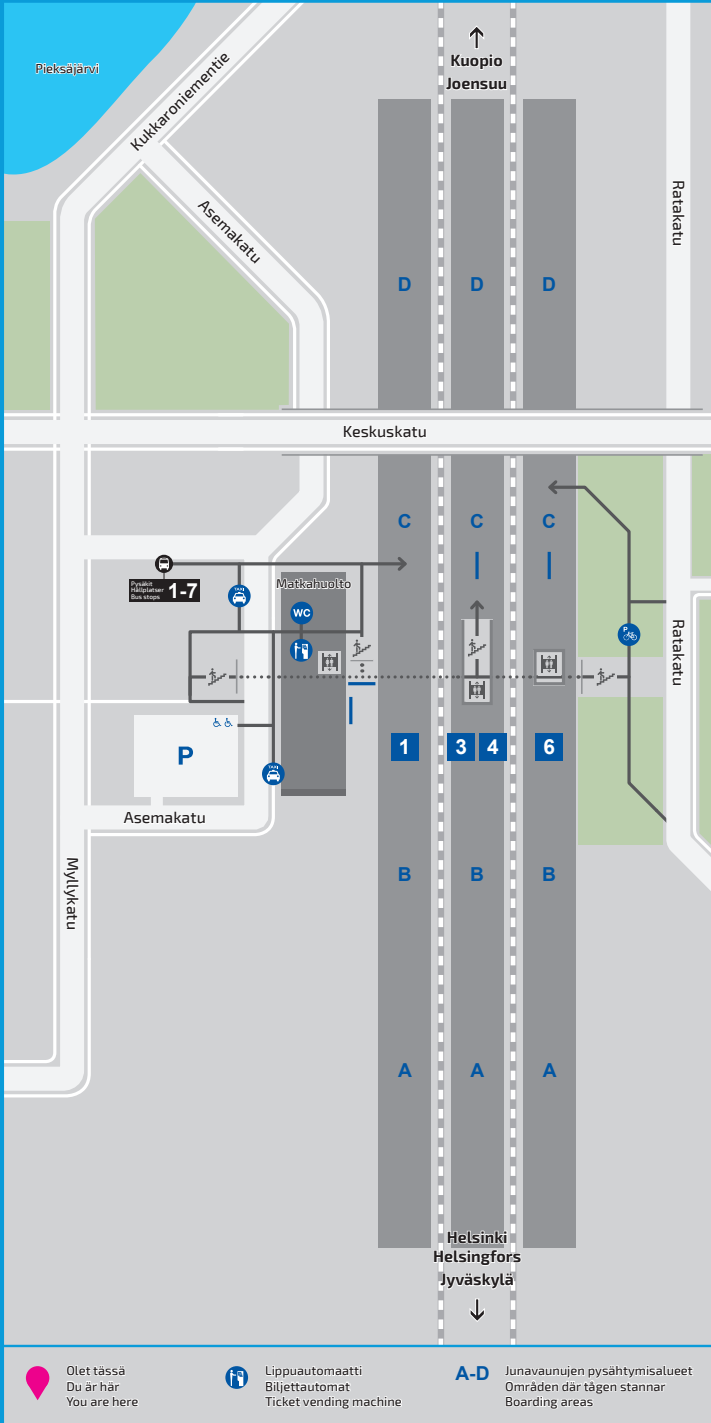 Pieksäjärvi
Kukkaroniementie
Kuopio
Joensuu
Asemakatu
Ratakatu
D
D
D
Keskuskatu
C
C
C
Pysäkit
Hållplatser
Bus stops
1-7
TAXI
Matkahuolto
WC
P
Ratakatu
P
1
3
4
6
TAXI
Asemakatu
Myllykatu
B
B
B
A
A
A
Helsinki
Helsingfors
Jyväskylä
Olet tässä
Du är här
You are here
Lippuautomaatti
Biljettautomat
Ticket vending machine
A-D
Junavaunujen pysähtymisalueet
Områden där tågen stannar
Boarding areas